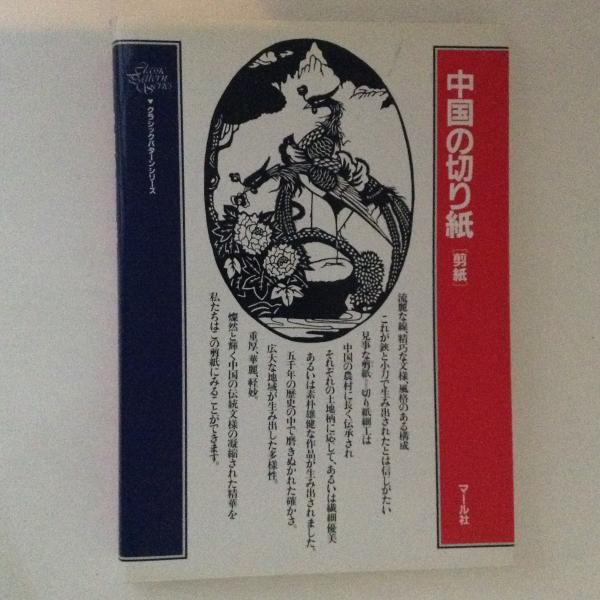 中国の切り紙
[剪紙]
マール社
流麗な線、精巧な文様、風格のある構成
これが鋏と小刀で生み出されたとは信じがたい
見事な剪紙―切り紙細工は
中国の農村に長く伝承され
それぞれの土地柄に応じて、あるいは繊細優美
あるいは素朴雄健な作品が生み出されました。
五千年の歴史の中で磨きぬかれた確かさ。
広大な地域が生み出した多様性。
重厚、華麗、軽妙。
燦然と輝く中国の伝統文様の凝縮された精華を
私たちはこの剪紙にみることができます。
Classic
Pattern
Series
▼クラシックパターンシリーズ